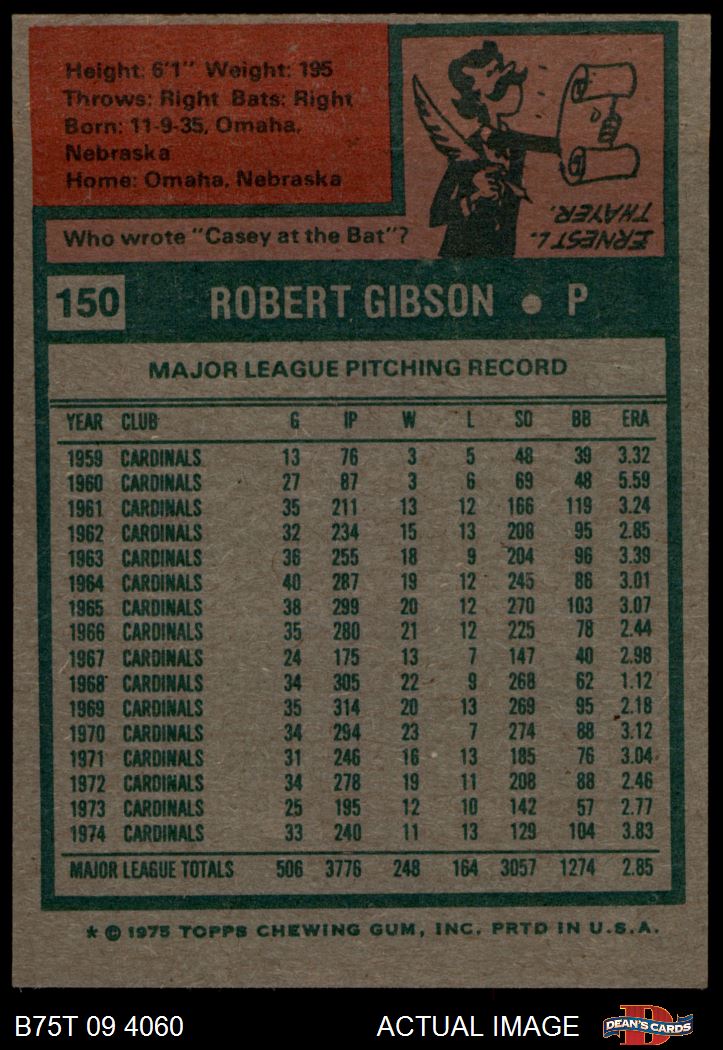 Height: 6'1" Weight: 195
Throws: Right Bats: Right
Born: 11-9-35, Omaha,
Nebraska
Home: Omaha, Nebraska
Who wrote "Casey at the Bat"?
ERNEST L.
THAYER.
150 ROBERT GIBSON • P
MAJOR LEAGUE PITCHING RECORD
YEAR CLUB G IP W L SO BB ERA
1959 CARDINALS 13 76 3 5 48 39 3.32
1960 CARDINALS 27 87 3 6 69 48 5.59
1961 CARDINALS 35 211 13 12 166 119 3.24
1962 CARDINALS 32 234 15 13 208 95 2.85
1963 CARDINALS 36 255 18 9 204 96 3.39
1964 CARDINALS 40 287 19 12 245 86 3.01
1965 CARDINALS 38 299 20 12 270 103 3.07
1966 CARDINALS 35 280 21 12 225 78 2.44
1967 CARDINALS 24 175 13 7 147 40 2.98
1968 CARDINALS 34 305 22 9 268 62 1.12
1969 CARDINALS 35 314 20 13 269 95 2.18
1970 CARDINALS 34 294 23 7 274 88 3.12
1971 CARDINALS 31 246 16 13 185 76 3.04
1972 CARDINALS 34 278 19 11 208 88 2.46
1973 CARDINALS 25 195 12 10 142 57 2.77
1974 CARDINALS 33 240 11 13 129 104 3.83
MAJOR LEAGUE TOTALS 506 3776 248 164 3057 1274 2.85
* © 1975 TOPPS CHEWING GUM, INC. PRTD IN U.S.A.
B75T 09 4060 ACTUAL IMAGE D DEAN'S CARDS